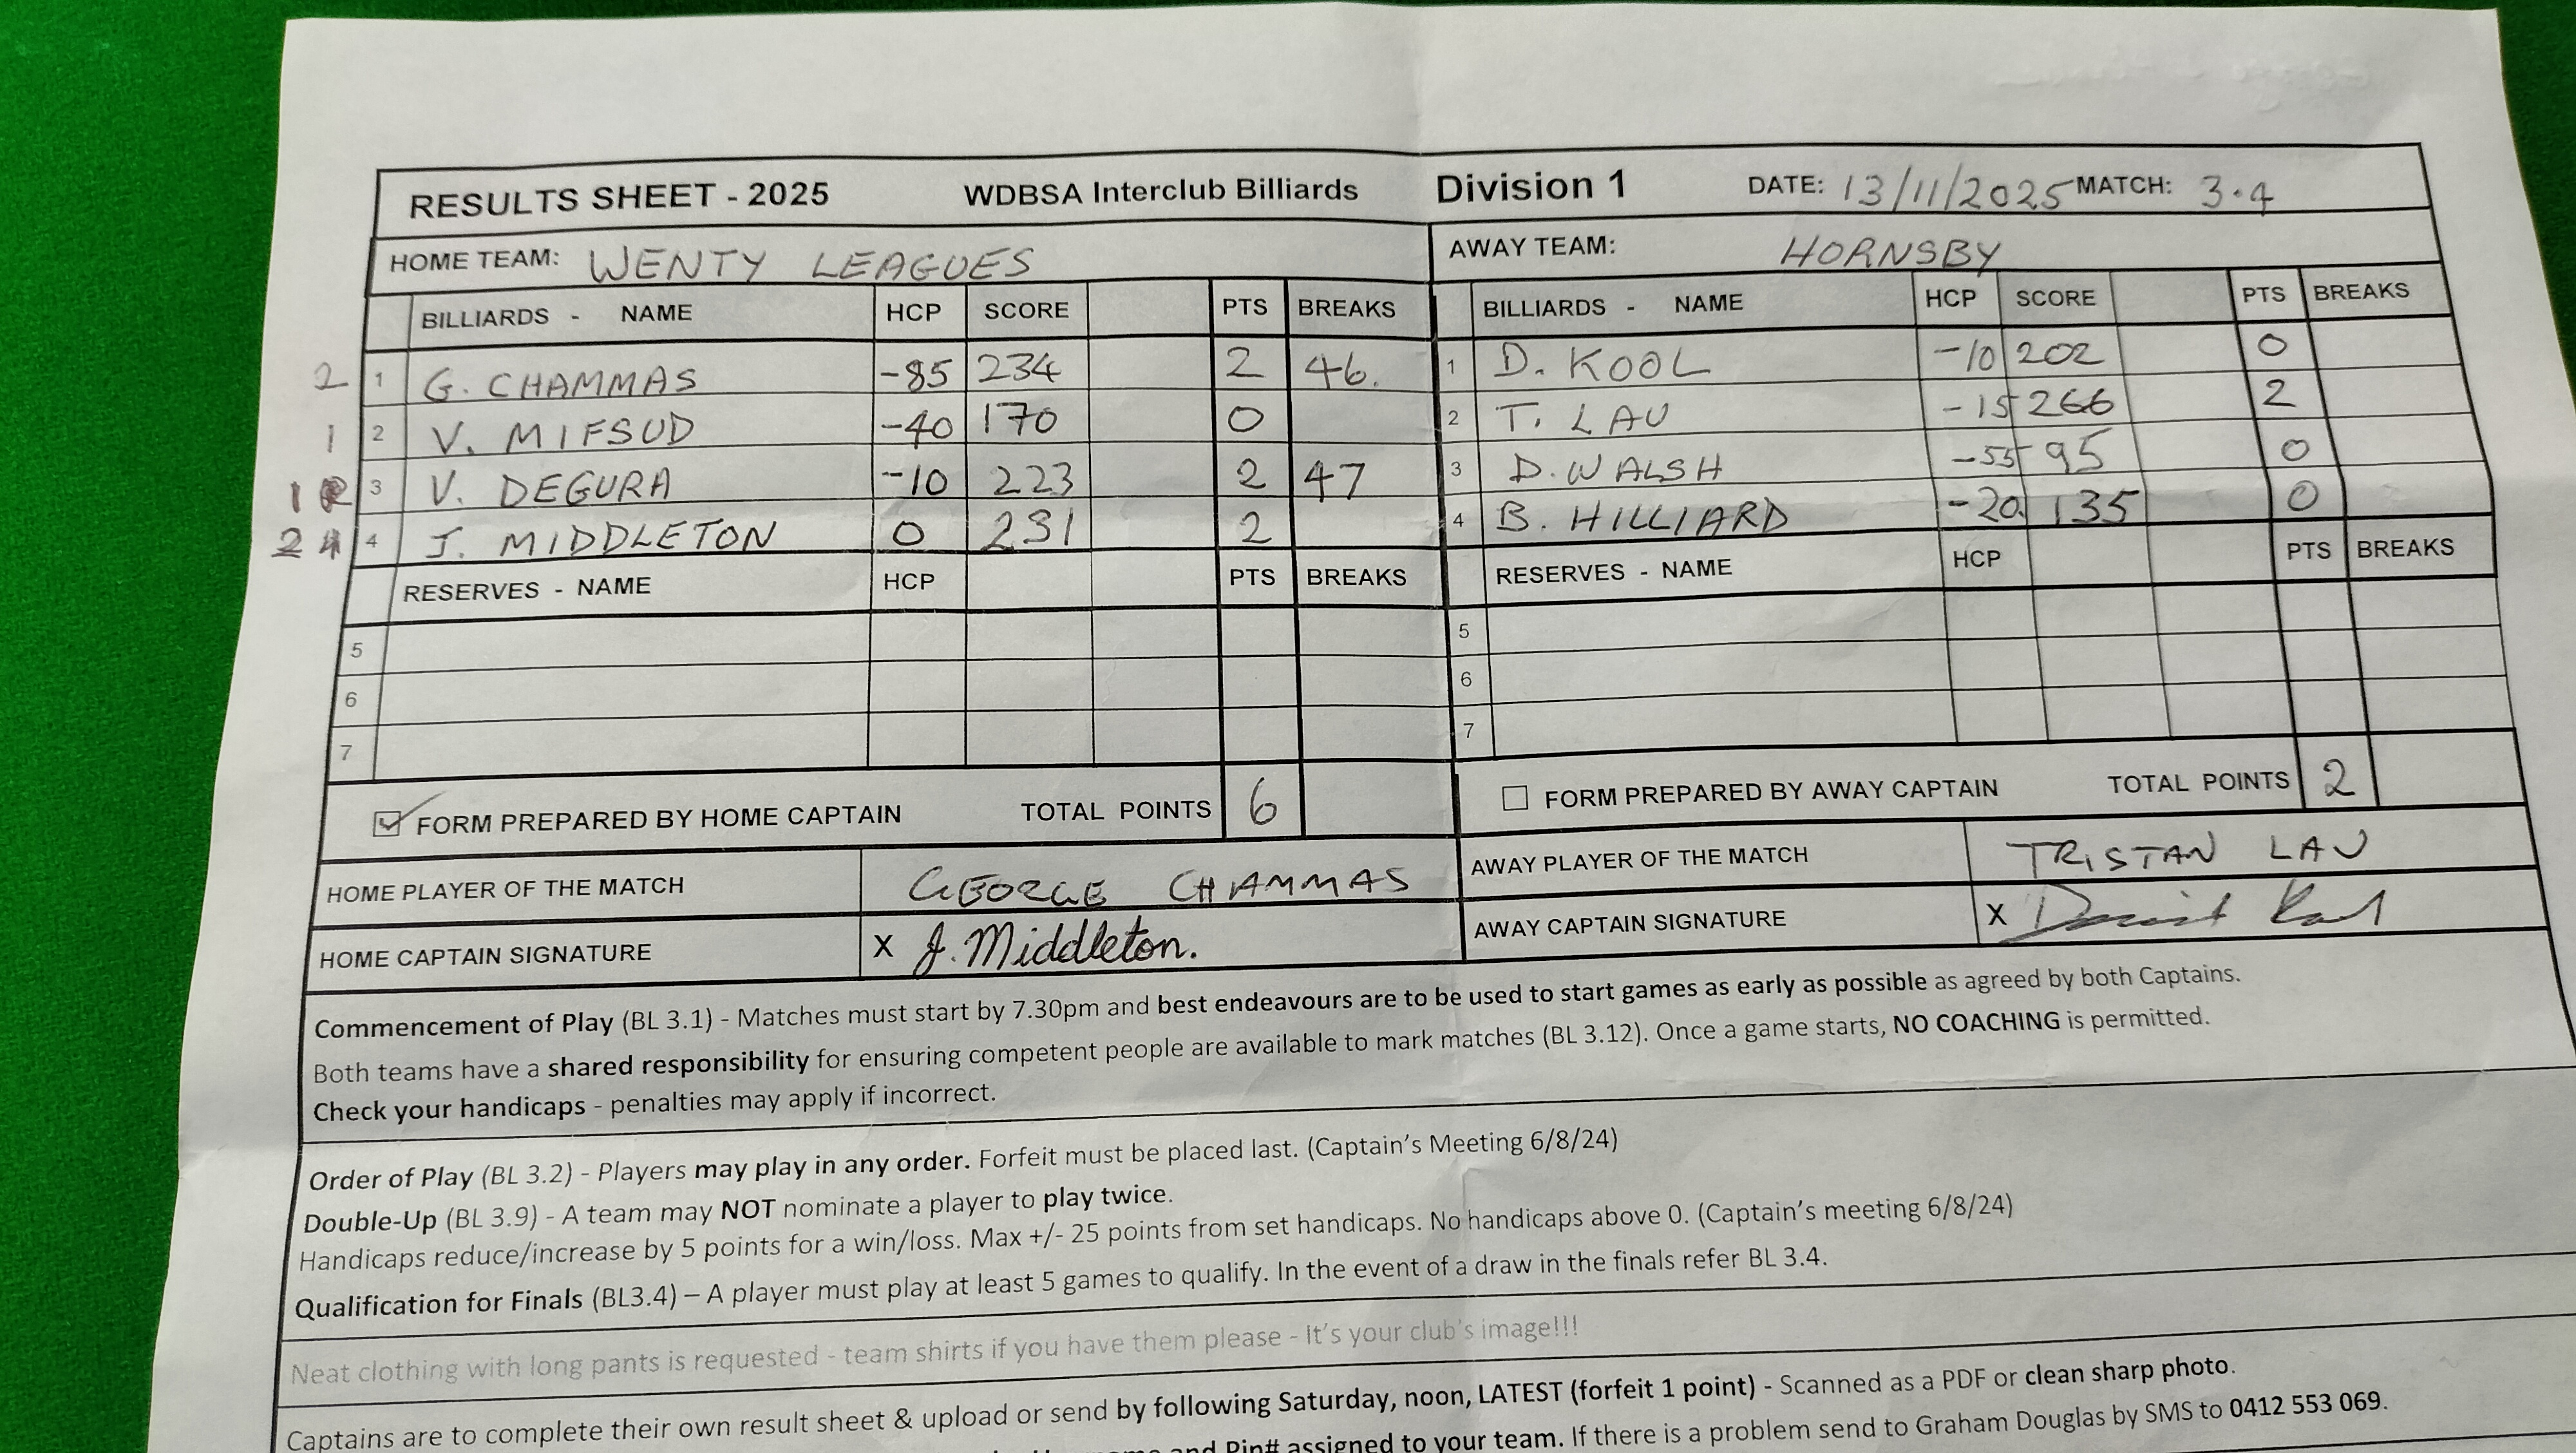 RESULTS SHEET - 2025 WDBSA Interclub Billiards Division 1 DATE: 13/11/2025 MATCH: 3.4
HOME TEAM: WENTY LEAGUES AWAY TEAM: HORNSBY
BILLIARDS - NAME HCP SCORE PTS BREAKS BILLIARDS - NAME HCP SCORE PTS BREAKS
2 1 G. CHAMMAS -85 234 2 46. 1 D. KOOL -10 202 0
1 2 V. MIFSUD -40 170 0 2 T. LAU -15 266 2
1 3 V. DEGURA -10 223 2 47 3 D. WALSH -55 95 0
2 4 J. MIDDLETON 0 231 2 4 B. HILLIARD -20. 135 0
RESERVES - NAME HCP PTS BREAKS RESERVES - NAME HCP PTS BREAKS
5 5
6 6
7 7
FORM PREPARED BY HOME CAPTAIN TOTAL POINTS 6 FORM PREPARED BY AWAY CAPTAIN TOTAL POINTS 2
HOME PLAYER OF THE MATCH GEORGE CHAMMAS AWAY PLAYER OF THE MATCH TRISTAN LAU
HOME CAPTAIN SIGNATURE X J. Middleton. AWAY CAPTAIN SIGNATURE X David
Commencement of Play (BL 3.1) - Matches must start by 7.30pm and best endeavours are to be used to start games as early as possible as agreed by both Captains.
Both teams have a shared responsibility for ensuring competent people are available to mark matches (BL 3.12). Once a game starts, NO COACHING is permitted.
Check your handicaps - penalties may apply if incorrect.
Order of Play (BL 3.2) - Players may play in any order. Forfeit must be placed last. (Captain's Meeting 6/8/24)
Double-Up (BL 3.9) - A team may NOT nominate a player to play twice.
Handicaps reduce/increase by 5 points for a win/loss. Max +/- 25 points from set handicaps. No handicaps above 0. (Captain's meeting 6/8/24)
Qualification for Finals (BL3.4) – A player must play at least 5 games to qualify. In the event of a draw in the finals refer BL 3.4.
Neat clothing with long pants is requested - team shirts if you have them please - It's your club's image!!!
Captains are to complete their own result sheet & upload or send by following Saturday, noon, LATEST (forfeit 1 point) - Scanned as a PDF or clean sharp photo.
and Pin# assigned to your team. If there is a problem send to Graham Douglas by SMS to 0412 553 069.